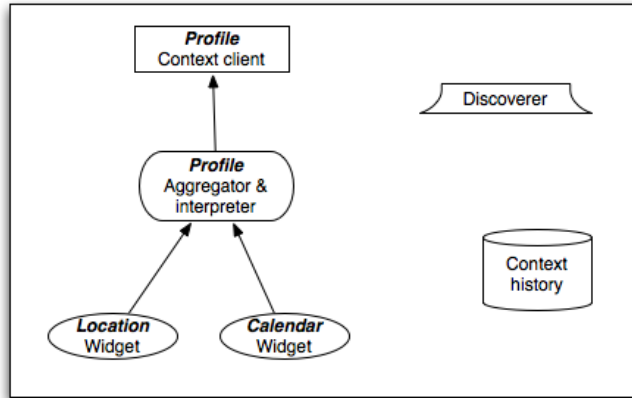 Profile
Context client
Discoverer
Profile
Aggregator &
interpreter
Context
history
Location
Widget
Calendar
Widget